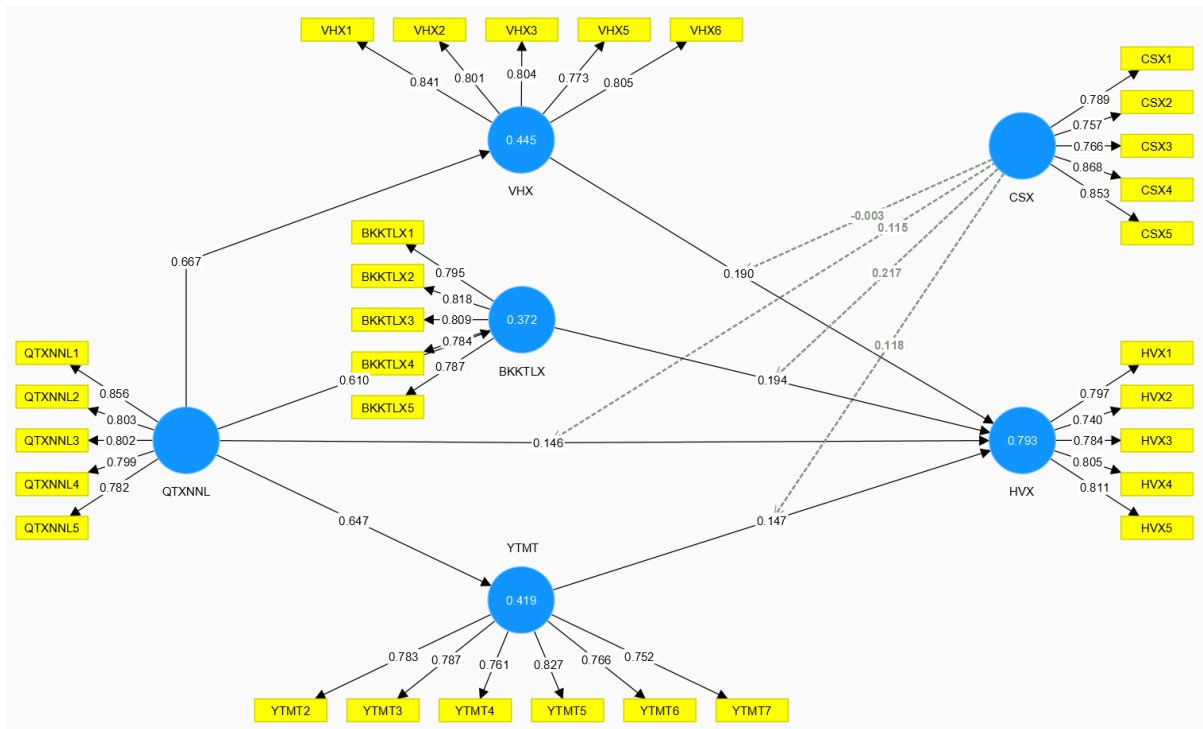 VHX1 VHX2 VHX3 VHX5 VHX6
0.841 0.801 0.804 0.773 0.805
0.445
VHX
CSX1
CSX2
CSX3
CSX4
CSX5
0.789
0.757
0.766
0.868
0.853
CSX
-0.003
0.115
0.217
0.118
0.667
0.190
BKKTLX1
BKKTLX2
BKKTLX3
BKKTLX4
BKKTLX5
0.795
0.818
0.809
0.784
0.787
0.372
BKKTLX
0.610
0.194
QTXNNL1
QTXNNL2
QTXNNL3
QTXNNL4
QTXNNL5
0.856
0.803
0.802
0.799
0.782
QTXNNL
0.146
HVX1
HVX2
HVX3
HVX4
HVX5
0.797
0.740
0.784
0.805
0.811
0.793
HVX
0.647
0.147
YTMT
0.419
0.783 0.787 0.761 0.827 0.766 0.752
YTMT2 YTMT3 YTMT4 YTMT5 YTMT6 YTMT7